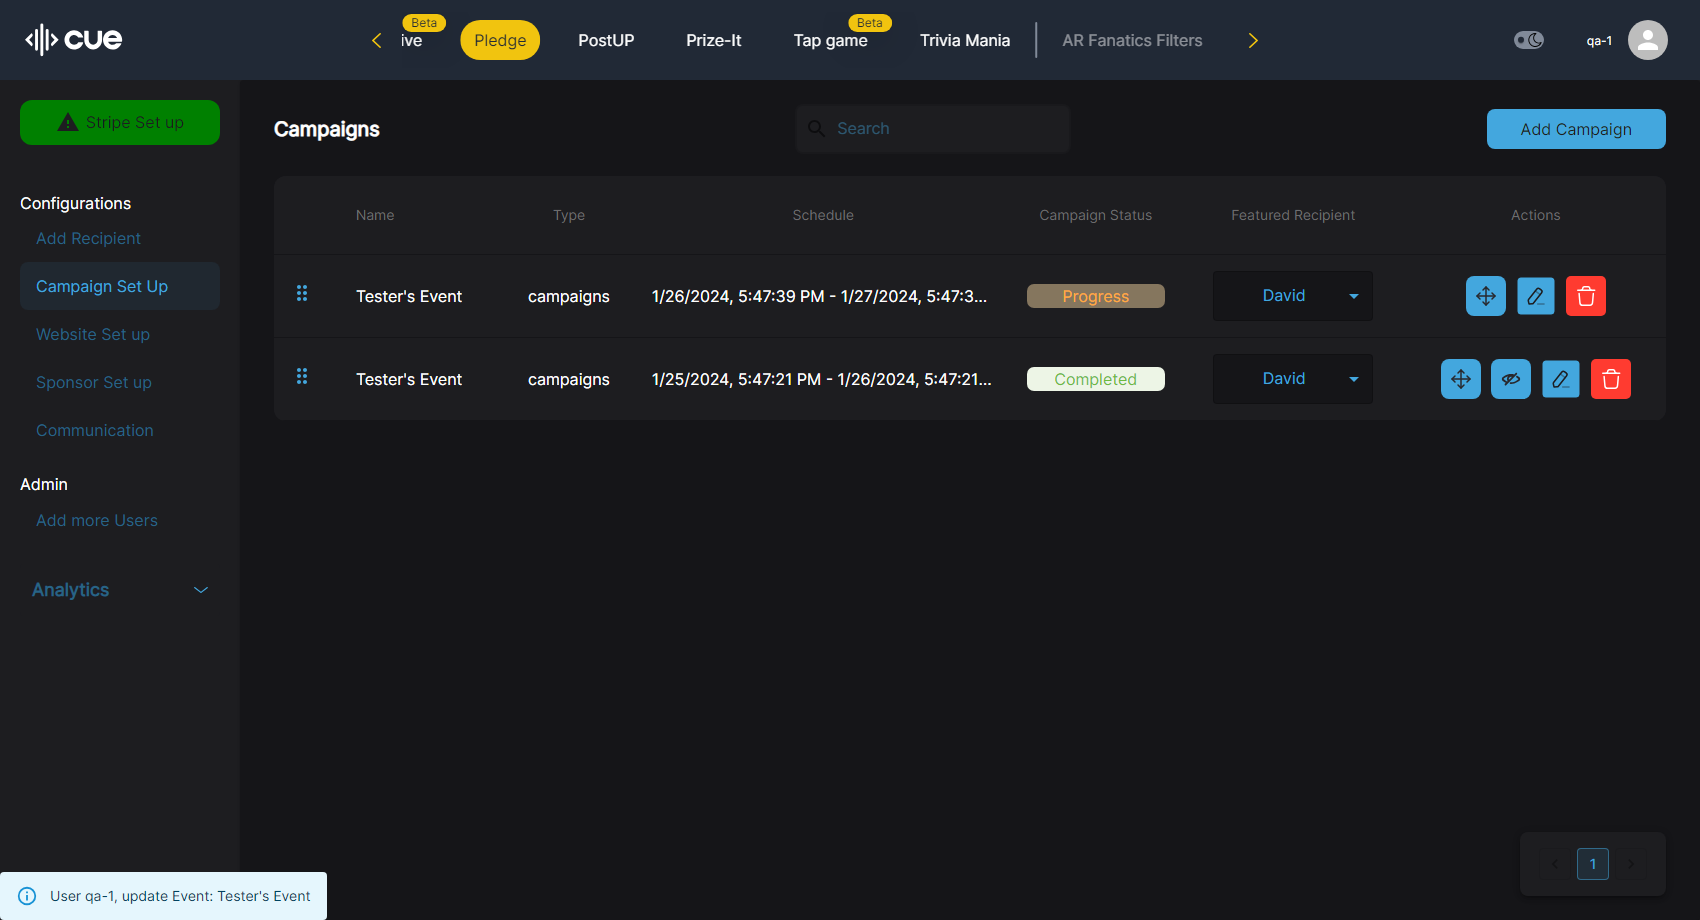 cue
Beta
ive
Pledge
PostUP
Prize-It
Beta
Tap game
Trivia Mania
AR Fanatics Filters
qa-1
Stripe Set up
Configurations
Add Recipient
Campaign Set Up
Website Set up
Sponsor Set up
Communication
Admin
Add more Users
Analytics
Campaigns
Search
Add Campaign
Name Type Schedule Campaign Status Featured Recipient Actions
Tester's Event campaigns 1/26/2024, 5:47:39 PM - 1/27/2024, 5:47:3... Progress David
Tester's Event campaigns 1/25/2024, 5:47:21 PM - 1/26/2024, 5:47:21... Completed David
1
User qa-1, update Event: Tester's Event